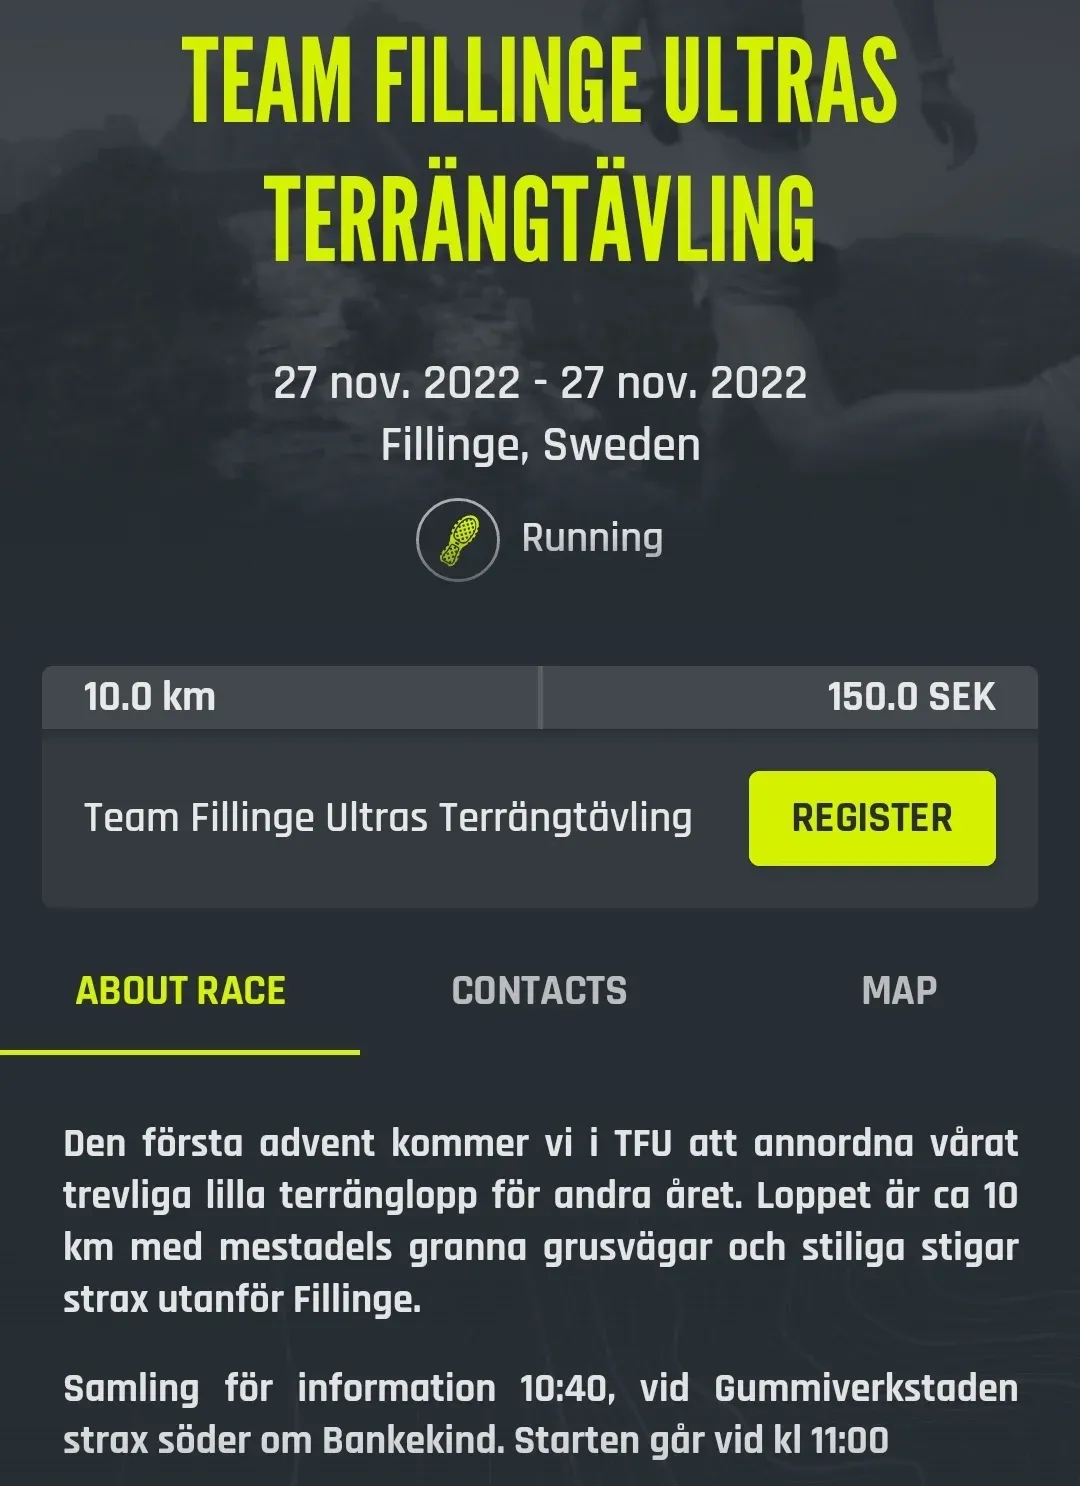 TEAM FILLINGE ULTRAS
TERRÄNGTÄVLING
27 nov. 2022 - 27 nov. 2022
Fillinge, Sweden
Running
10.0 km
150.0 SEK
Team Fillinge Ultras Terrängtävling
REGISTER
ABOUT RACE
CONTACTS
MAP
Den första advent kommer vi i TFU att annordna vårat
trevliga lilla terränglopp för andra året. Loppet är ca 10
km med mestadels granna grusvägar och stiliga stigar
strax utanför Fillinge.
Samling för information 10:40, vid Gummiverkstaden
strax söder om Bankekind. Starten går vid kl 11:00